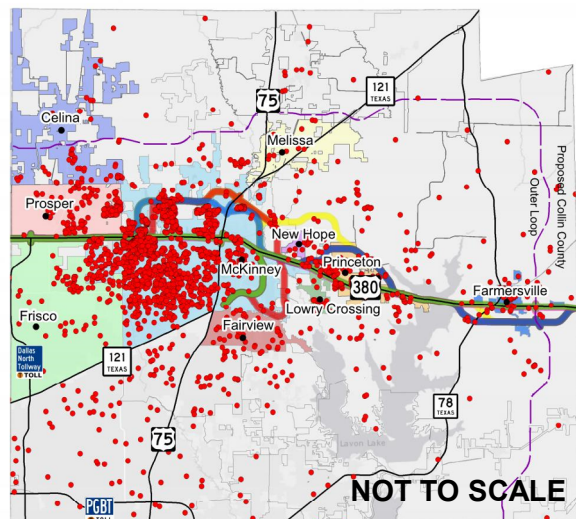 75
121
TEXAS
Celina
Melissa
Proposed Collin County
Outer Loop
Prosper
New Hope
McKinney
Princeton
380
Farmersville
Lowry Crossing
Frisco
Fairview
Dallas
North
Tollway
TOLL
121
TEXAS
78
TEXAS
75
Lavon Lake
NOT TO SCALE
PGBT
TOLL